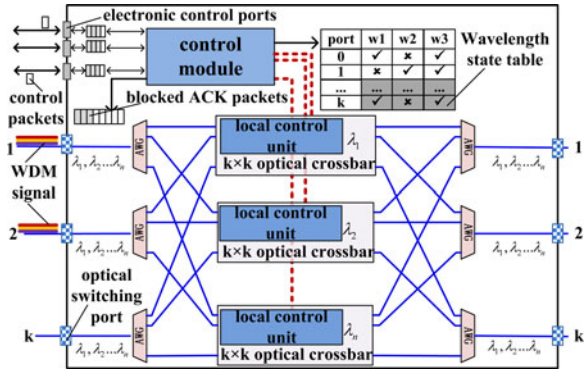 electronic control ports
control
module
port w1 w2 w3
0 ✓ × ✓
1 × ✓ ✓
... ... ... ...
k ✓ × ✓
Wavelength
state table
control
packets
blocked ACK packets
1
WDM
signal
λ1, λ2...λn
AWG
local control
unit
λ1
k×k optical crossbar
AWG
λ1, λ2...λn
1
2
λ1, λ2...λn
AWG
local control
unit
λ2
k×k optical crossbar
AWG
λ1, λ2...λn
2
optical
switching
port
k
λ1, λ2...λn
AWG
local control
unit
λn
k×k optical crossbar
AWG
λ1, λ2...λn
k